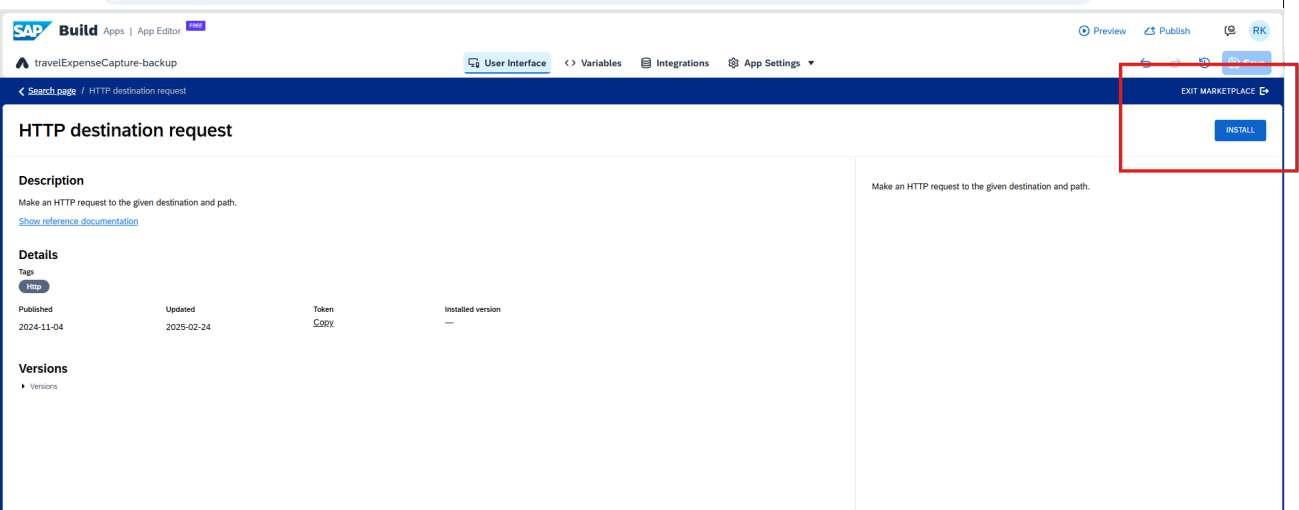 SAP Build Apps | App Editor FREE
Preview Publish RK
travelExpenseCapture-backup
User Interface <> Variables Integrations App Settings
Search page / HTTP destination request
EXIT MARKETPLACE
HTTP destination request
INSTALL
Description
Make an HTTP request to the given destination and path.
Show reference documentation
Make an HTTP request to the given destination and path.
Details
Tags
Http
Published Updated Token Installed version
2024-11-04 2025-02-24 Copy —
Versions
Versions